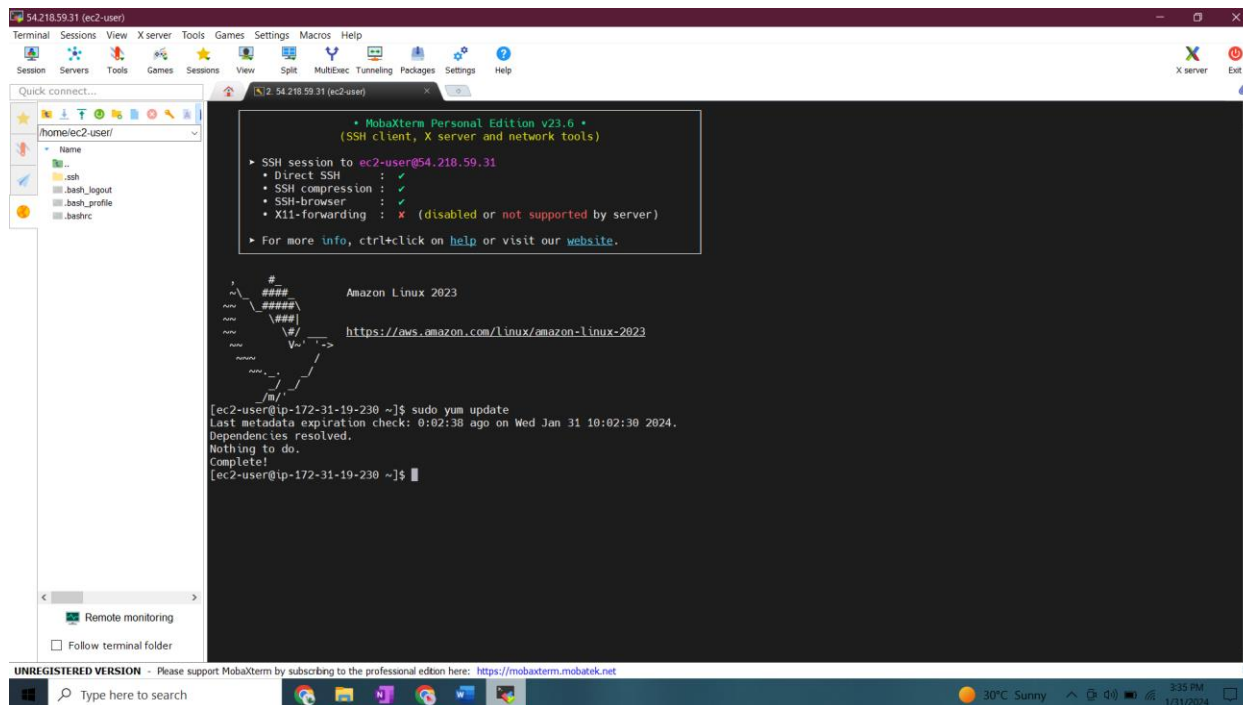 54.218.59.31 (ec2-user)
Terminal Sessions View X server Tools Games Settings Macros Help
Session Servers Tools Games Sessions View Split MultiExec Tunneling Packages Settings Help X server Exit
Quick connect...
2. 54.218.59.31 (ec2-user)
/home/ec2-user/
Name
..
.ssh
.bash_logout
.bash_profile
.bashrc
• MobaXterm Personal Edition v23.6 •
(SSH client, X server and network tools)
➤ SSH session to ec2-user@54.218.59.31
• Direct SSH : ✔
• SSH compression : ✔
• SSH-browser : ✔
• X11-forwarding : ✘ (disabled or not supported by server)
➤ For more info, ctrl+click on help or visit our website.
   ,     #_
   ~\_  ####_        Amazon Linux 2023
  ~~  \_#####\
  ~~     \###|
  ~~       \#/ ___   https://aws.amazon.com/linux/amazon-linux-2023
   ~~       V~' '->
    ~~~         /
      ~~._.   _/
         _/ _/
       _/m/'
[ec2-user@ip-172-31-19-230 ~]$ sudo yum update
Last metadata expiration check: 0:02:38 ago on Wed Jan 31 10:02:30 2024.
Dependencies resolved.
Nothing to do.
Complete!
[ec2-user@ip-172-31-19-230 ~]$
Remote monitoring
Follow terminal folder
UNREGISTERED VERSION - Please support MobaXterm by subscribing to the professional edition here: https://mobaxterm.mobatek.net
Type here to search
30°C Sunny
3:35 PM
1/31/2024